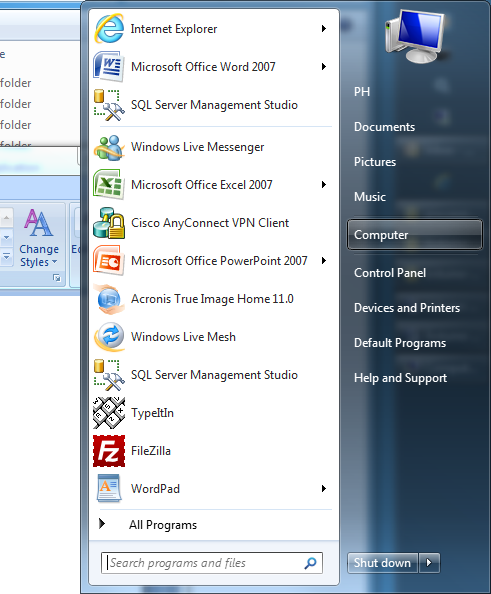 e
folder
folder
folder
folder
Change
Styles
E
Internet Explorer
Microsoft Office Word 2007
SQL Server Management Studio
Windows Live Messenger
Microsoft Office Excel 2007
Cisco AnyConnect VPN Client
Microsoft Office PowerPoint 2007
Acronis True Image Home 11.0
Windows Live Mesh
SQL Server Management Studio
TypeItIn
FileZilla
WordPad
All Programs
Search programs and files
PH
Documents
Pictures
Music
Computer
Control Panel
Devices and Printers
Default Programs
Help and Support
Shut down